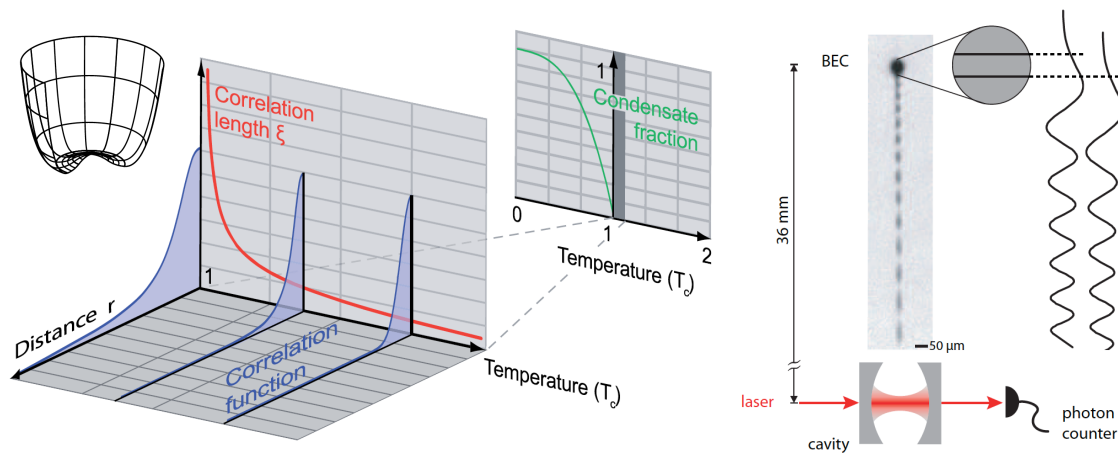 Correlation
length ξ
1
Distance r
Correlation
function
Temperature (Tc)
1
Condensate
fraction
0
1
2
Temperature (Tc)
BEC
36 mm
50 μm
laser
cavity
photon
counter